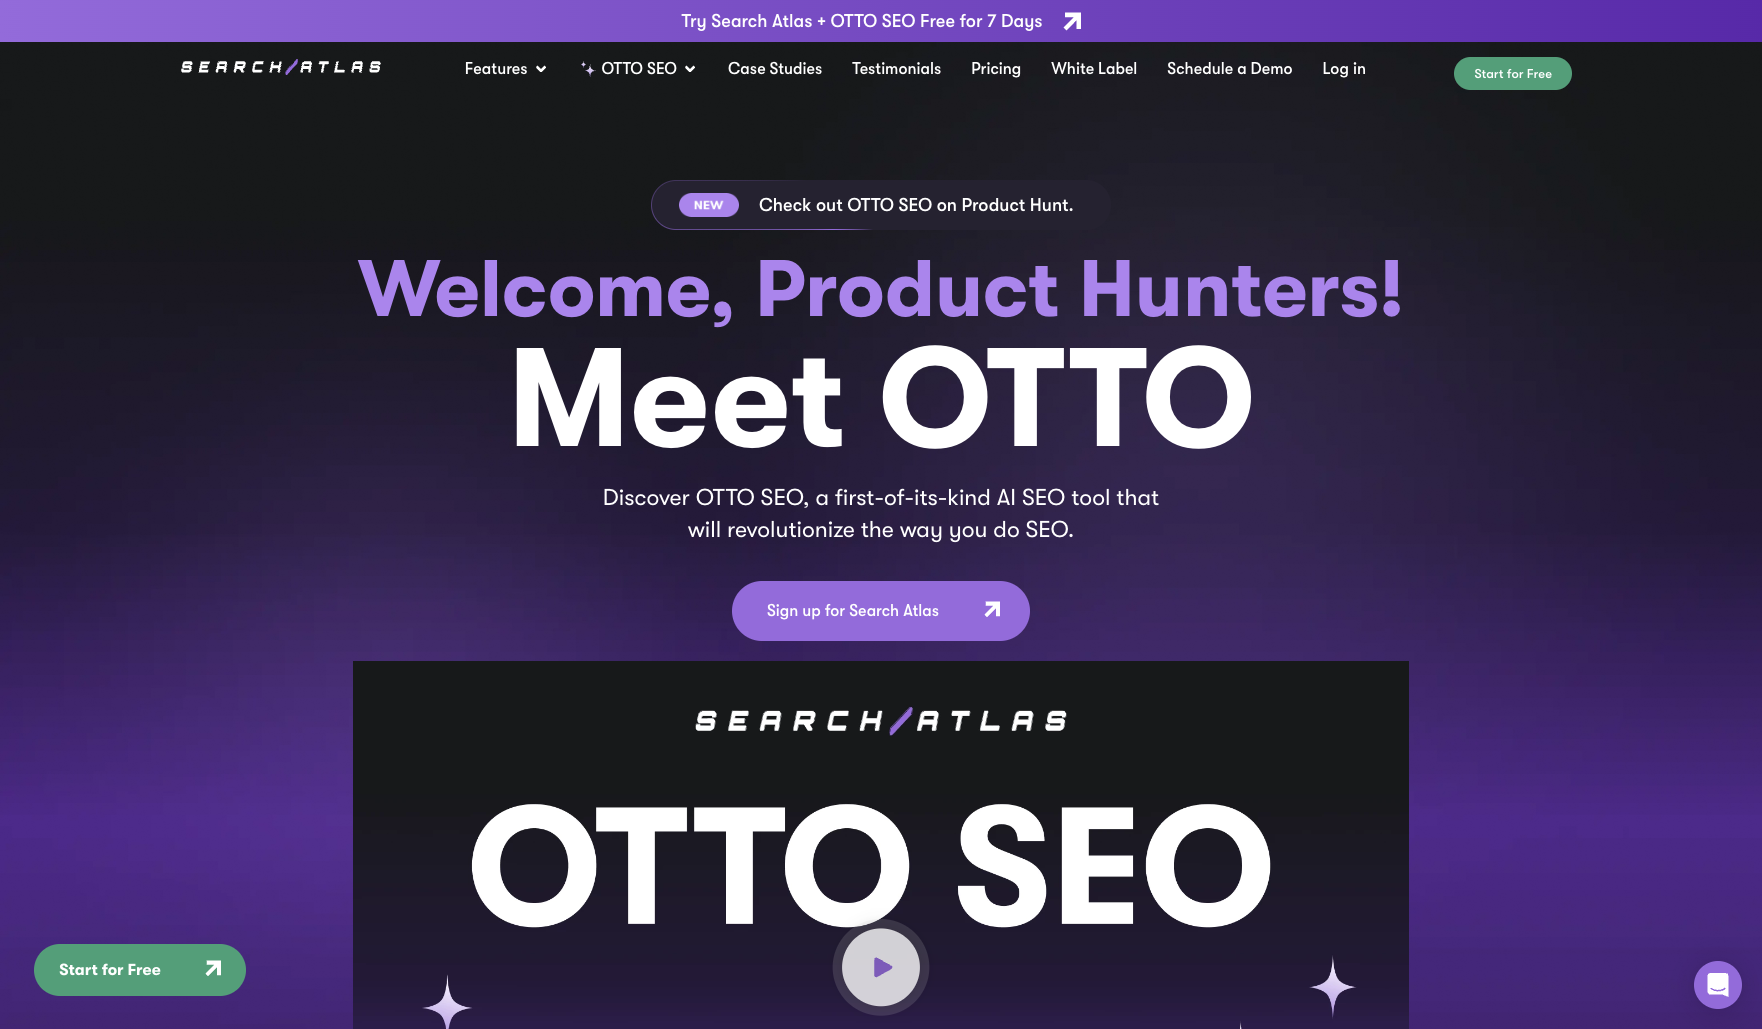 Try Search Atlas + OTTO SEO Free for 7 Days
SEARCH/ATLAS
Features
OTTO SEO
Case Studies
Testimonials
Pricing
White Label
Schedule a Demo
Log in
Start for Free
NEW Check out OTTO SEO on Product Hunt.
Welcome, Product Hunters!
Meet OTTO
Discover OTTO SEO, a first-of-its-kind AI SEO tool that
will revolutionize the way you do SEO.
Sign up for Search Atlas
SEARCH/ATLAS
OTTO SEO
Start for Free